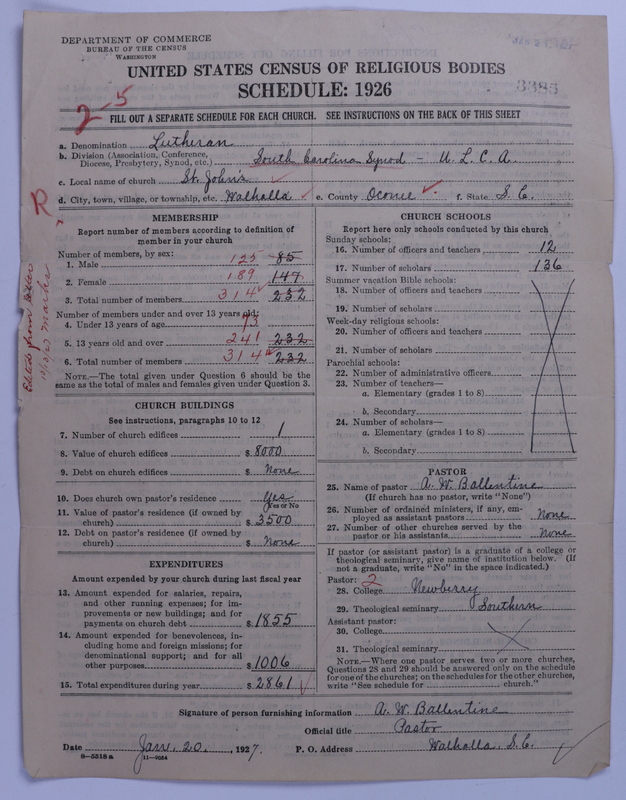 DEPARTMENT OF COMMERCE
BUREAU OF THE CENSUS
WASHINGTON
UNITED STATES CENSUS OF RELIGIOUS BODIES
SCHEDULE: 1926
3385
2-5
FILL OUT A SEPARATE SCHEDULE FOR EACH CHURCH. SEE INSTRUCTIONS ON THE BACK OF THIS SHEET
a. Denomination Lutheran
b. Division (Association, Conference, Diocese, Presbytery, Synod, etc.) South Carolina Synod - U. L. C. A.
c. Local name of church St. John's
d. City, town, village, or township, etc. Walhalla e. County Oconee f. State S. C.
R
MEMBERSHIP
Report number of members according to definition of
member in your church
Number of members, by sex:
1. Male 125 85
2. Female 189 147
3. Total number of members 314 232
Number of members under and over 13 years old:
4. Under 13 years of age 73
5. 13 years old and over 241 232
6. Total number of members 314 232
NOTE.—The total given under Question 6 should be the
same as the total of males and females given under Question 3.
Edited from letter
CHURCH BUILDINGS
See instructions, paragraphs 10 to 12
7. Number of church edifices 1
8. Value of church edifices $ 8000
9. Debt on church edifices $ None
10. Does church own pastor's residence Yes
Yes or No
11. Value of pastor's residence (if owned by
church) $ 3500
12. Debt on pastor's residence (if owned by
church) $ None
EXPENDITURES
Amount expended by your church during last fiscal year
13. Amount expended for salaries, repairs,
and other running expenses; for im-
provements or new buildings; and for
payments on church debt $ 1855
14. Amount expended for benevolences, in-
cluding home and foreign missions; for
denominational support; and for all
other purposes $ 1006
15. Total expenditures during year $ 2861
CHURCH SCHOOLS
Report here only schools conducted by this church
Sunday schools:
16. Number of officers and teachers 12
17. Number of scholars 136
Summer vacation Bible schools:
18. Number of officers and teachers
19. Number of scholars
Week-day religious schools:
20. Number of officers and teachers
21. Number of scholars
Parochial schools:
22. Number of administrative officers
23. Number of teachers—
a. Elementary (grades 1 to 8)
b. Secondary
24. Number of scholars—
a. Elementary (grades 1 to 8)
b. Secondary
PASTOR
25. Name of pastor A. W. Ballentine
(If church has no pastor, write "None")
26. Number of ordained ministers, if any, em-
ployed as assistant pastors None
27. Number of other churches served by the
pastor or his assistants None
If pastor (or assistant pastor) is a graduate of a college or
theological seminary, give name of institution below. (If
not a graduate, write "No" in the space indicated.)
Pastor: 2
28. College Newberry
29. Theological seminary Southern
Assistant pastor:
30. College
31. Theological seminary
NOTE.—Where one pastor serves two or more churches,
Questions 28 and 29 should be answered only on the schedule
for one of the churches; on the schedules for the other churches,
write "See schedule for church."
Signature of person furnishing information A. W. Ballentine
Official title Pastor
Date Jan. 20, 1927. P. O. Address Walhalla, S. C.
8-5518a 11-9034